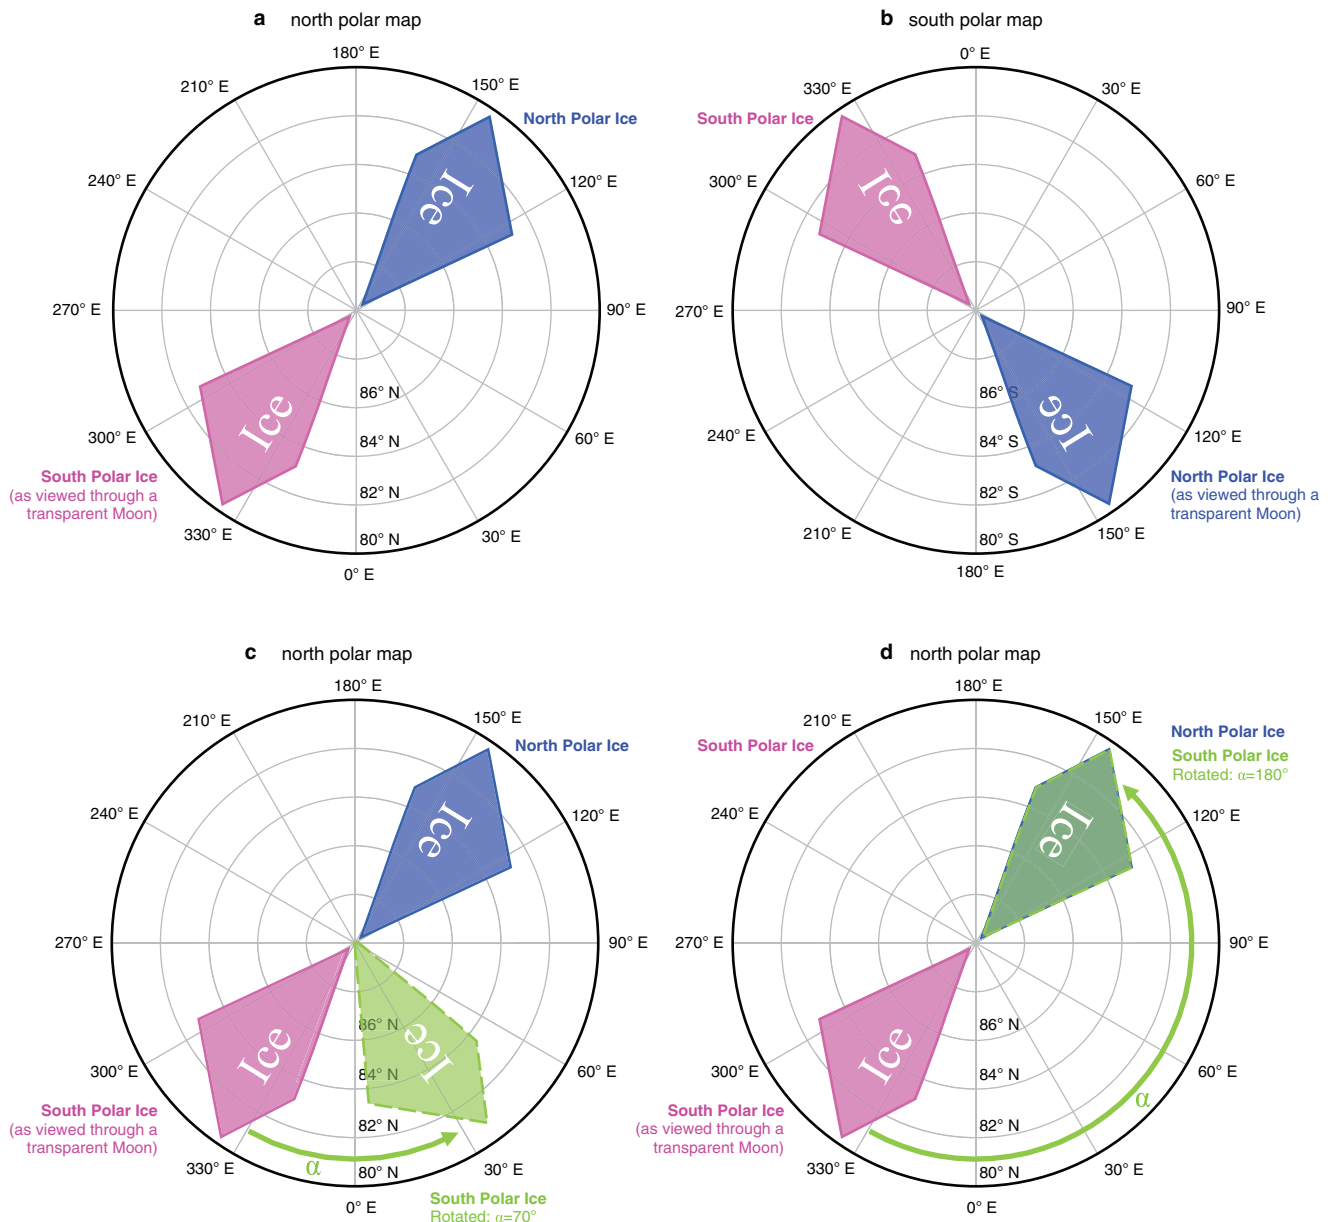 a north polar map
180° E
150° E
North Polar Ice
120° E
90° E
60° E
30° E
0° E
330° E
300° E
270° E
240° E
210° E
86° N
84° N
82° N
80° N
Ice
Ice
South Polar Ice
(as viewed through a
transparent Moon)
b south polar map
0° E
30° E
60° E
90° E
120° E
150° E
180° E
210° E
240° E
270° E
300° E
330° E
South Polar Ice
Ice
Ice
86° S
84° S
82° S
80° S
North Polar Ice
(as viewed through a
transparent Moon)
c north polar map
180° E
150° E
North Polar Ice
120° E
90° E
60° E
30° E
0° E
330° E
300° E
270° E
240° E
210° E
Ice
Ice
Ice
86° N
84° N
82° N
80° N
South Polar Ice
(as viewed through a
transparent Moon)
α
South Polar Ice
Rotated: α=70°
d north polar map
180° E
150° E
120° E
90° E
60° E
30° E
0° E
330° E
300° E
270° E
240° E
210° E
South Polar Ice
North Polar Ice
South Polar Ice
Rotated: α=180°
Ice
Ice
86° N
84° N
82° N
80° N
α
South Polar Ice
(as viewed through a
transparent Moon)